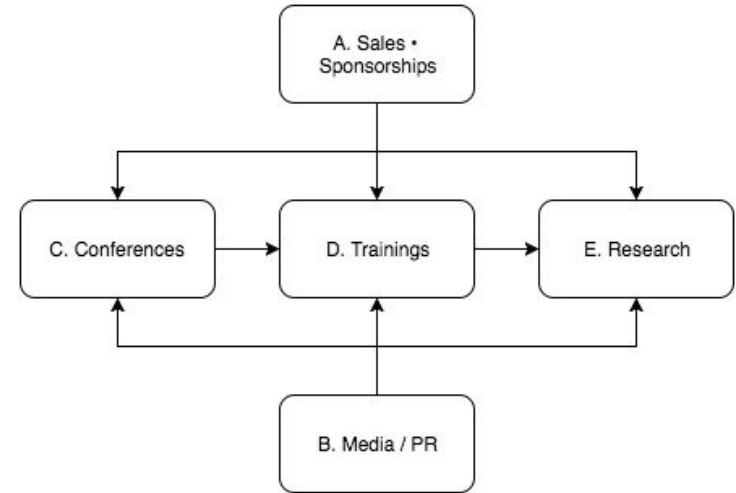 A. Sales •
Sponsorships
C. Conferences
D. Trainings
E. Research
B. Media / PR